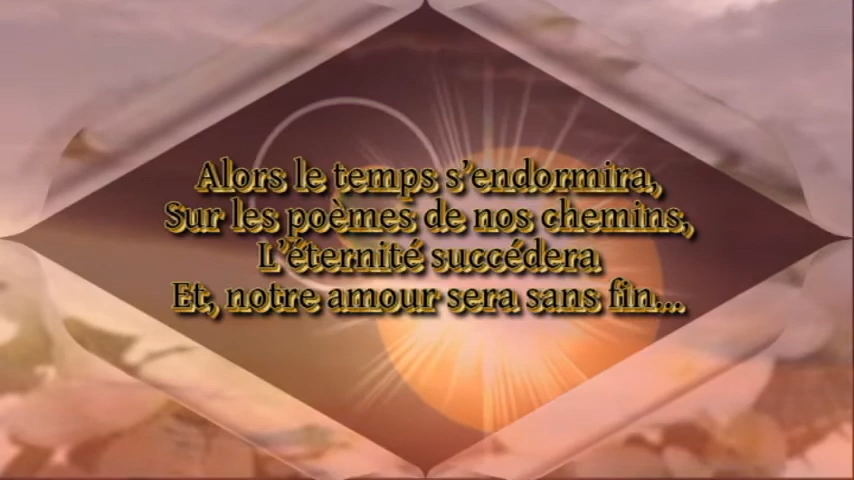 Alors le temps s’endormira,
Sur les poèmes de nos chemins,
L’éternité succédera
Et, notre amour sera sans fin...